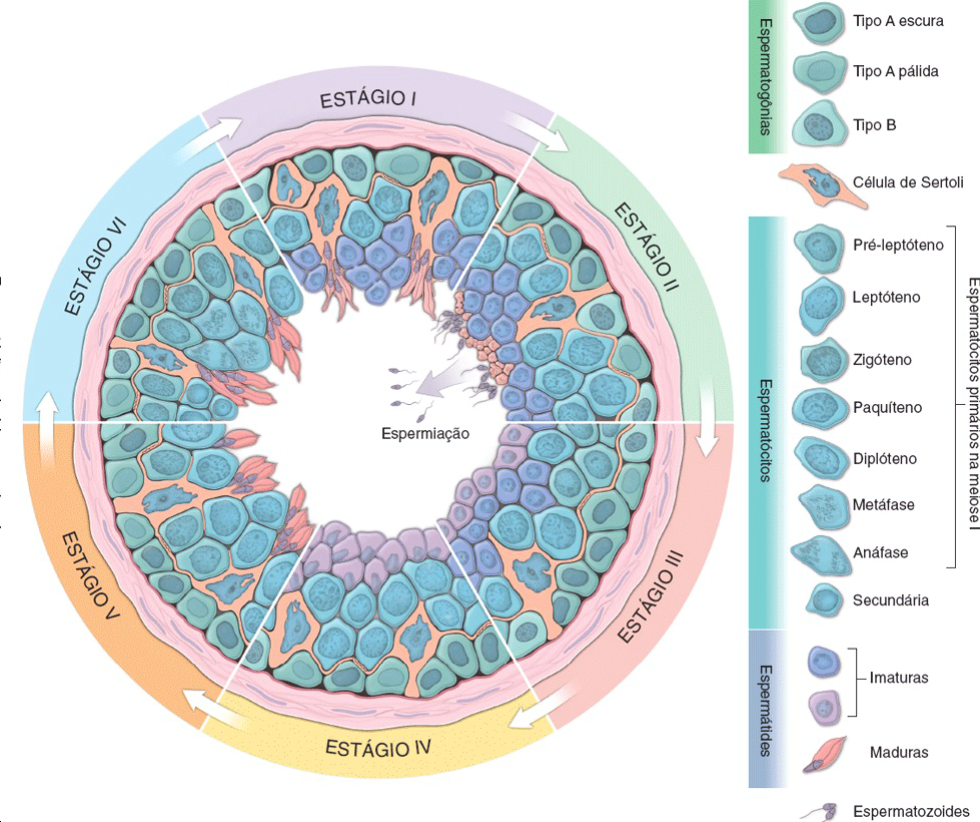 ESTÁGIO I
ESTÁGIO II
ESTÁGIO III
ESTÁGIO IV
ESTÁGIO V
ESTÁGIO VI
Espermiação
Espermatogônias
Tipo A escura
Tipo A pálida
Tipo B
Célula de Sertoli
Espermatócitos
Pré-leptóteno
Leptóteno
Zigóteno
Paquíteno
Diplóteno
Metáfase
Anáfase
Secundária
Espermatócitos primários na meiose I
Espermátides
Imaturas
Maduras
Espermatozoides